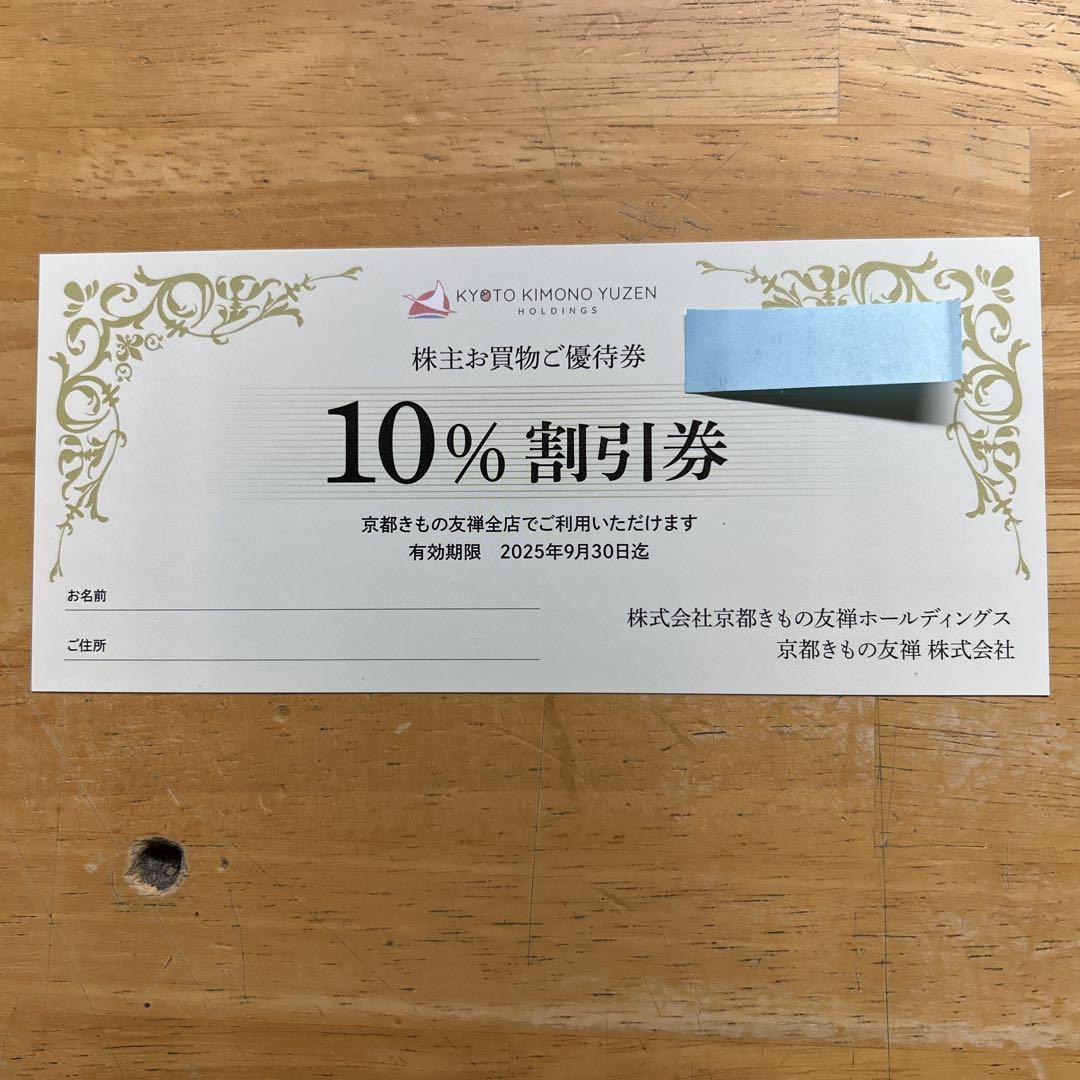 KYOTO KIMONO YUZEN
HOLDINGS
株主お買物ご優待券
10% 割引券
京都きもの友禅全店でご利用いただけます
有効期限　2025年9月30日迄
お名前
ご住所
株式会社京都きもの友禅ホールディングス
京都きもの友禅 株式会社